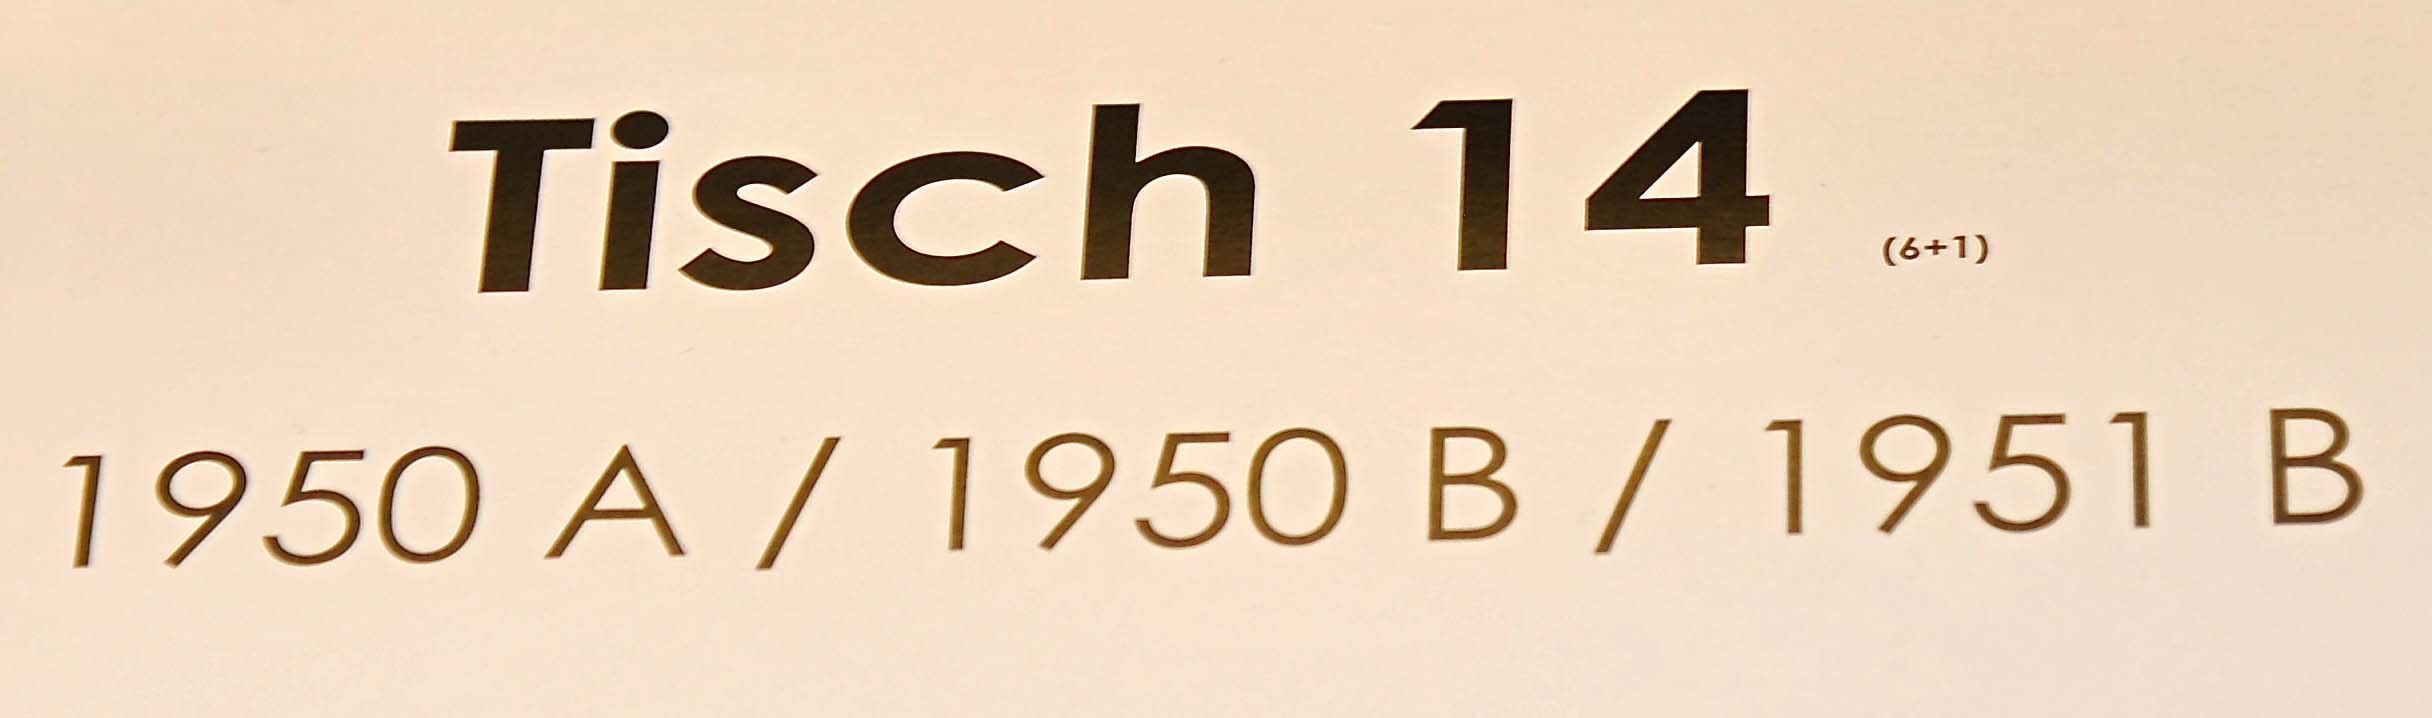 Tisch 14 (6+1)
1950 A / 1950 B / 1951 B